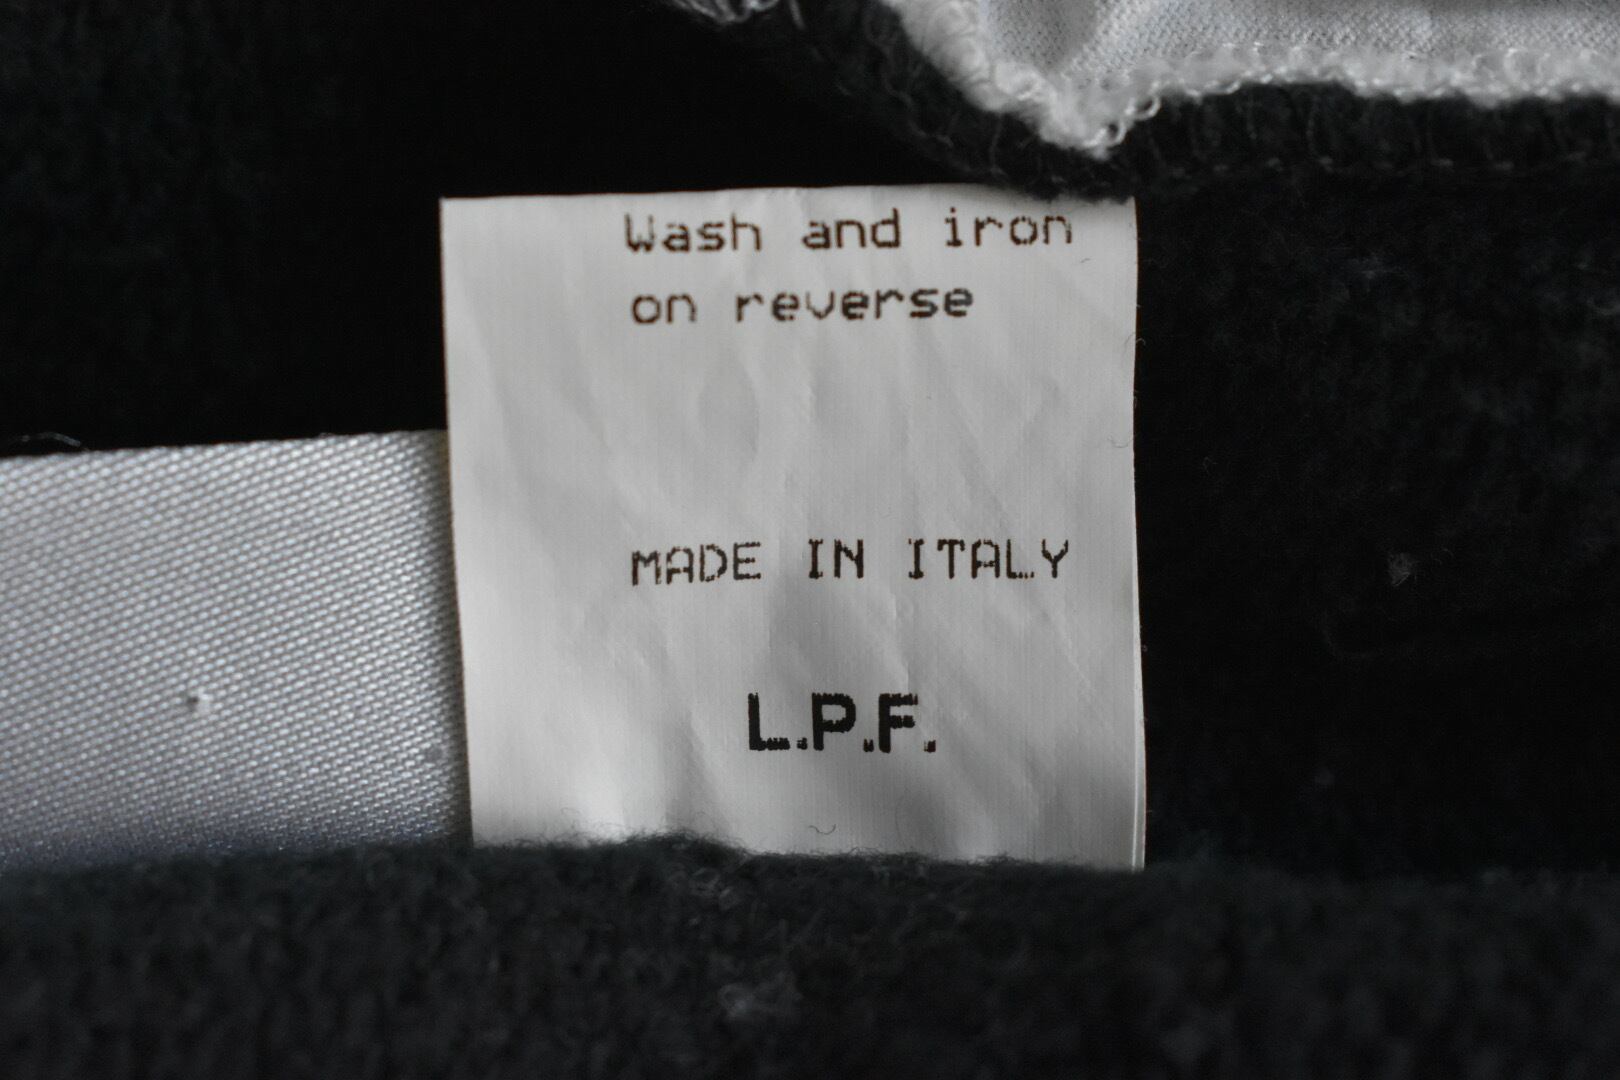 Wash and iron
on reverse
MADE IN ITALY
L.P.F.